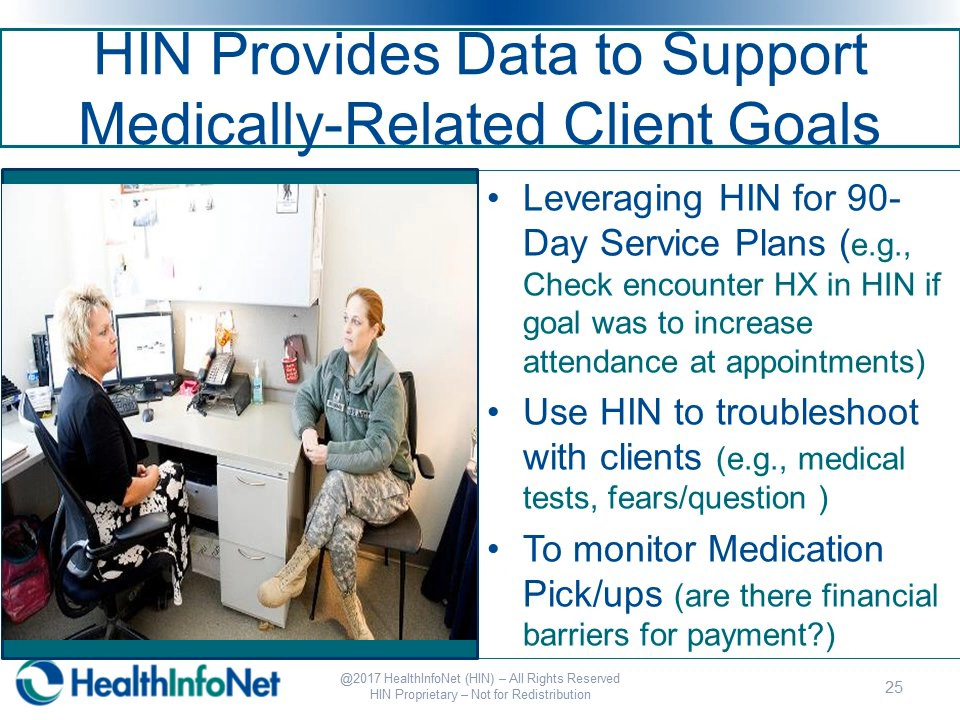 HIN Provides Data to Support
Medically-Related Client Goals
• Leveraging HIN for 90-
Day Service Plans (e.g.,
Check encounter HX in HIN if
goal was to increase
attendance at appointments)
• Use HIN to troubleshoot
with clients (e.g., medical
tests, fears/question )
• To monitor Medication
Pick/ups (are there financial
barriers for payment?)
HealthInfoNet
@2017 HealthInfoNet (HIN) – All Rights Reserved
HIN Proprietary – Not for Redistribution
25